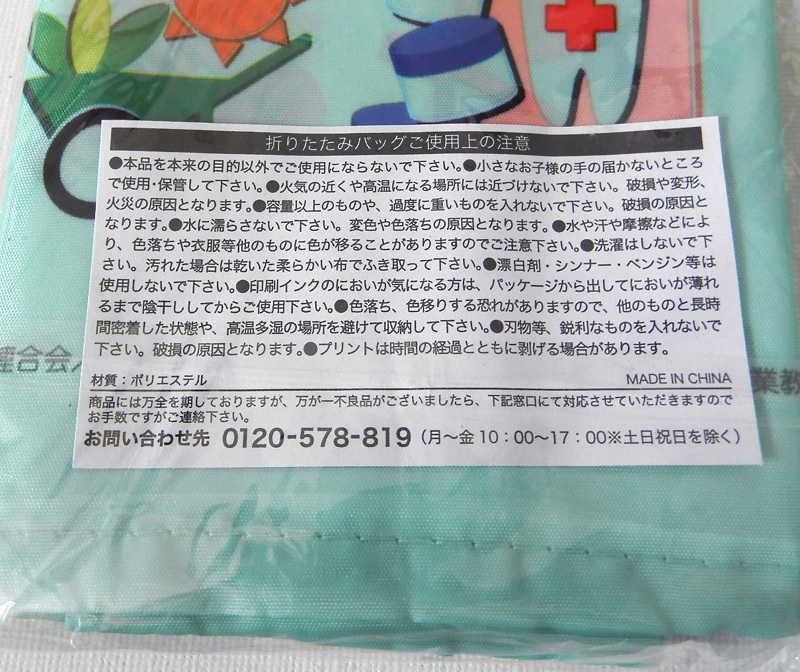 折りたたみバッグご使用上の注意
●本品を本来の目的以外でご使用にならないで下さい。●小さなお子様の手の届かないところ
で使用・保管して下さい。●火気の近くや高温になる場所には近づけないで下さい。破損や変形、
火災の原因となります。●容量以上のものや、過度に重いものを入れないで下さい。破損の原因と
なります。●水に濡らさないで下さい。変色や色落ちの原因となります。●水や汗や摩擦などによ
り、色落ちや衣服等他のものに色が移ることがありますのでご注意下さい。●洗濯はしないで下
さい。汚れた場合は乾いた柔らかい布でふき取って下さい。●漂白剤・シンナー・ベンジン等は
使用しないで下さい。●印刷インクのにおいが気になる方は、パッケージから出してにおいが薄れ
るまで陰干ししてからご使用下さい。●色落ち、色移りする恐れがありますので、他のものと長時
間密着した状態や、高温多湿の場所を避けて収納して下さい。●刃物等、鋭利なものを入れないで
下さい。破損の原因となります。●プリントは時間の経過とともに剥げる場合があります。
合会
業教
材質：ポリエステル MADE IN CHINA
商品には万全を期しておりますが、万が一不良品がございましたら、下記窓口にて対応させていただきますので
お手数ですがご連絡下さい。
お問い合わせ先 0120-578-819（月〜金10：00〜17：00※土日祝日を除く）